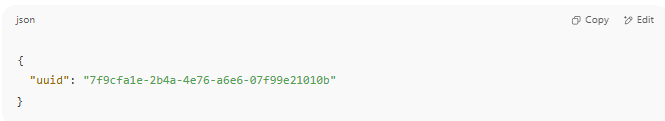 json Copy Edit
{
"uuid": "7f9cfa1e-2b4a-4e76-a6e6-07f99e21010b"
}